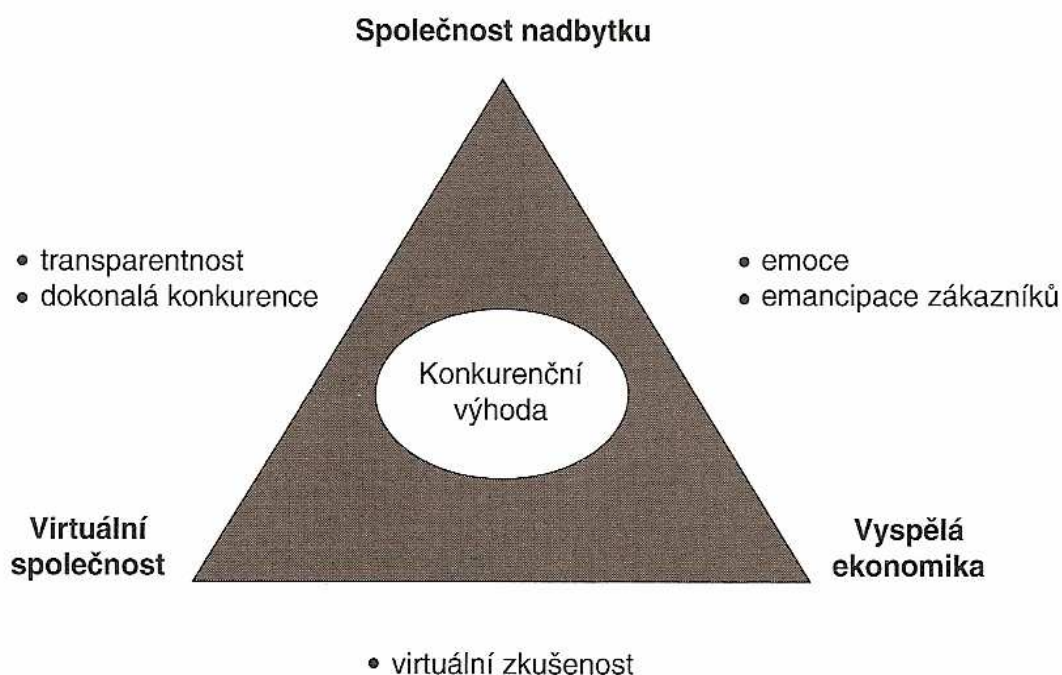 Společnost nadbytku
• transparentnost
• dokonalá konkurence
• emoce
• emancipace zákazníků
Konkurenční
výhoda
Virtuální
společnost
Vyspělá
ekonomika
• virtuální zkušenost